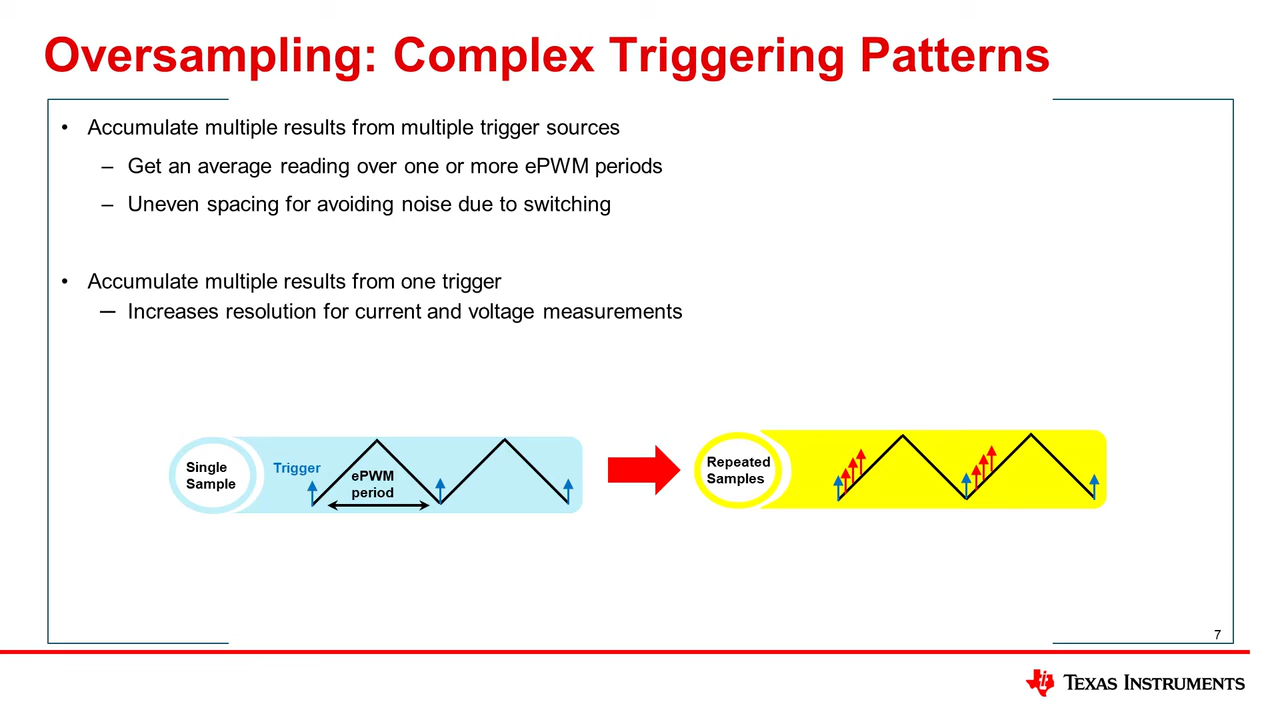 Oversampling: Complex Triggering Patterns
• Accumulate multiple results from multiple trigger sources
– Get an average reading over one or more ePWM periods
– Uneven spacing for avoiding noise due to switching
• Accumulate multiple results from one trigger
– Increases resolution for current and voltage measurements
Single
Sample
Trigger
ePWM
period
Repeated
Samples
7
TEXAS INSTRUMENTS